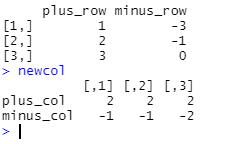 plus_row minus_row
[1,] 1 -3
[2,] 2 -1
[3,] 3 0
> newcol
[,1] [,2] [,3]
plus_col 2 2 2
minus_col -1 -1 -2
>